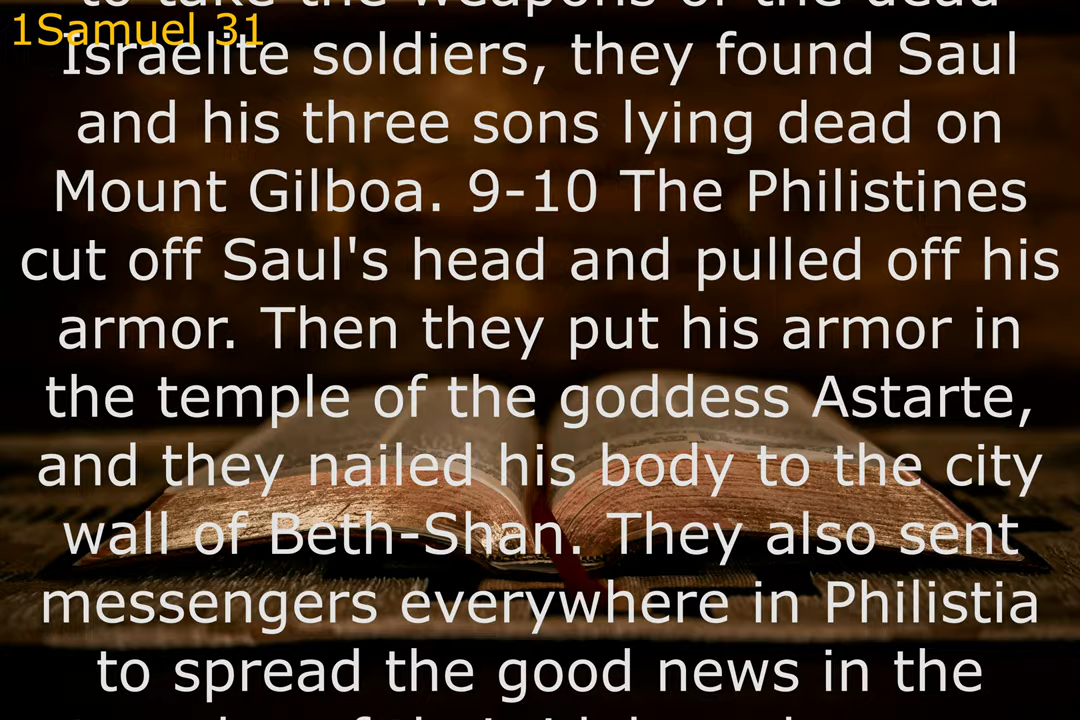 to take the weapons of the dead
1Samuel 31
Israelite soldiers, they found Saul
and his three sons lying dead on
Mount Gilboa. 9-10 The Philistines
cut off Saul's head and pulled off his
armor. Then they put his armor in
the temple of the goddess Astarte,
and they nailed his body to the city
wall of Beth-Shan. They also sent
messengers everywhere in Philistia
to spread the good news in the